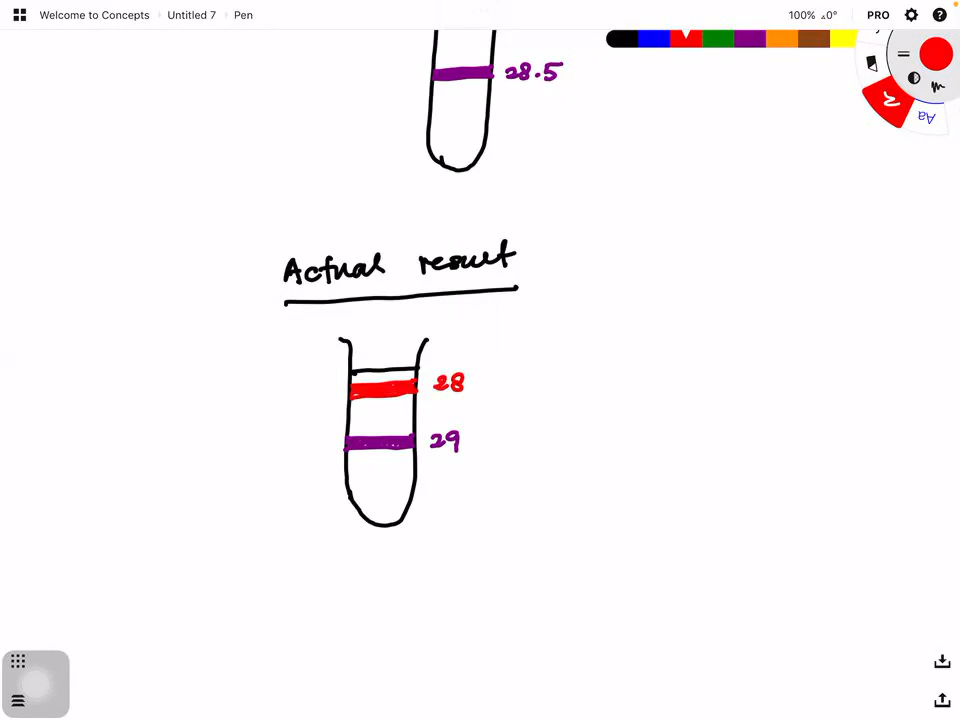 Welcome to Concepts › Untitled 7 › Pen
100% ⊿0° PRO
Aa
28.5
Actual result
28
29